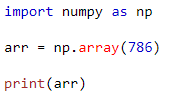 import numpy as np
arr = np.array(786)
print(arr)